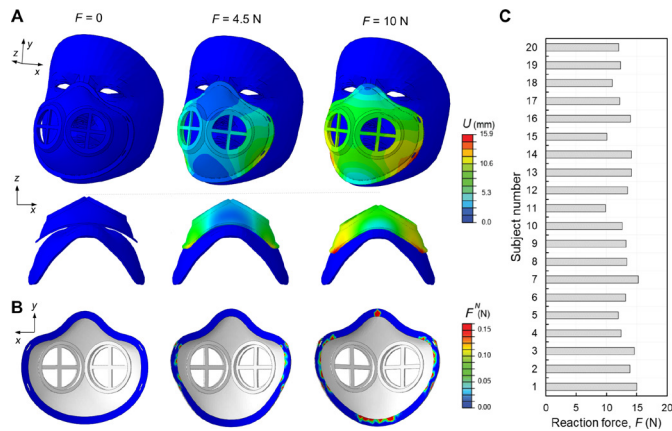 A
F = 0
F = 4.5 N
F = 10 N
y
z
x
U (mm)
15.9
10.6
5.3
0.0
z
x
B
y
x
F^N (N)
0.15
0.10
0.05
0.00
C
Subject number
20
19
18
17
16
15
14
13
12
11
10
9
8
7
6
5
4
3
2
1
0 5 10 15 20
Reaction force, F (N)